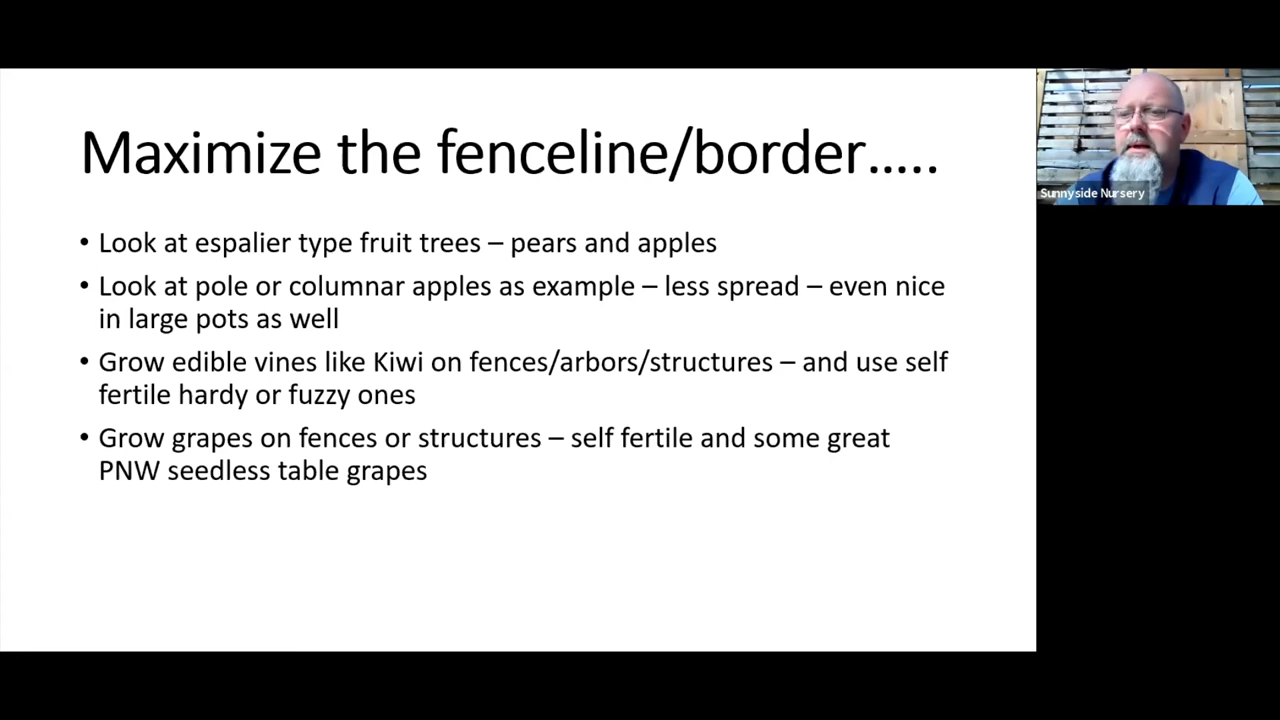 Maximize the fenceline/border…..
• Look at espalier type fruit trees – pears and apples
• Look at pole or columnar apples as example – less spread – even nice
in large pots as well
• Grow edible vines like Kiwi on fences/arbors/structures – and use self
fertile hardy or fuzzy ones
• Grow grapes on fences or structures – self fertile and some great
PNW seedless table grapes
Sunnyside Nursery